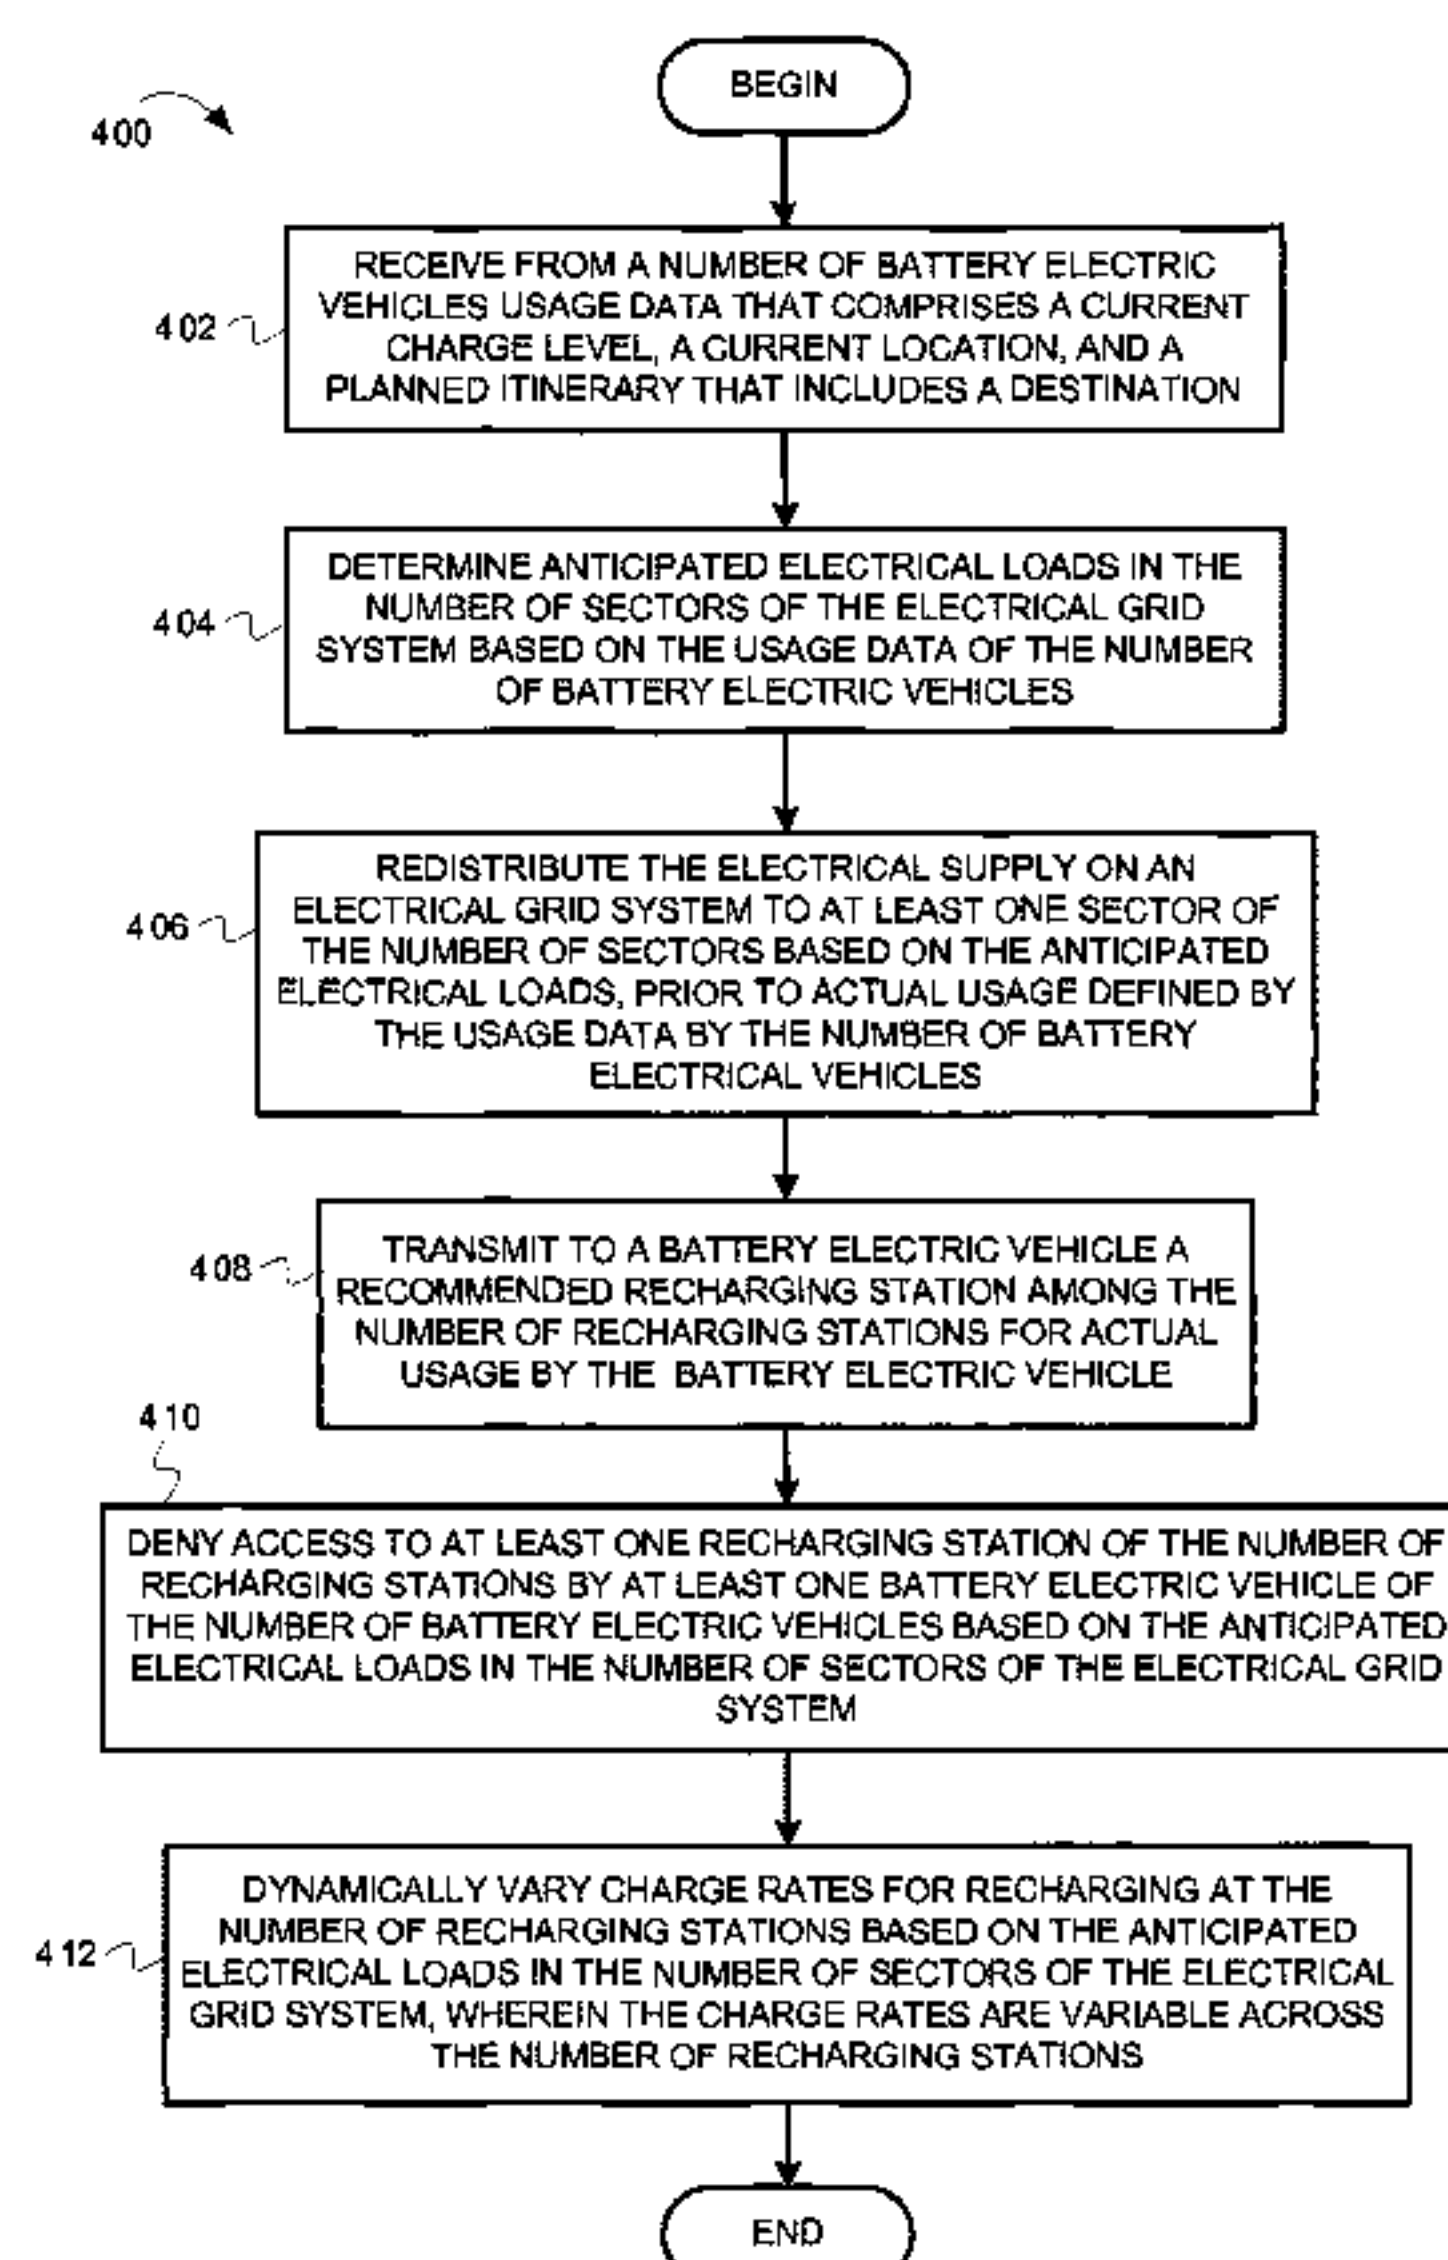 BEGIN
400
RECEIVE FROM A NUMBER OF BATTERY ELECTRIC
VEHICLES USAGE DATA THAT COMPRISES A CURRENT
CHARGE LEVEL, A CURRENT LOCATION, AND A
PLANNED ITINERARY THAT INCLUDES A DESTINATION
402
DETERMINE ANTICIPATED ELECTRICAL LOADS IN THE
NUMBER OF SECTORS OF THE ELECTRICAL GRID
SYSTEM BASED ON THE USAGE DATA OF THE NUMBER
OF BATTERY ELECTRIC VEHICLES
404
REDISTRIBUTE THE ELECTRICAL SUPPLY ON AN
ELECTRICAL GRID SYSTEM TO AT LEAST ONE SECTOR OF
THE NUMBER OF SECTORS BASED ON THE ANTICIPATED
ELECTRICAL LOADS, PRIOR TO ACTUAL USAGE DEFINED BY
THE USAGE DATA BY THE NUMBER OF BATTERY
ELECTRICAL VEHICLES
406
TRANSMIT TO A BATTERY ELECTRIC VEHICLE A
RECOMMENDED RECHARGING STATION AMONG THE
NUMBER OF RECHARGING STATIONS FOR ACTUAL
USAGE BY THE BATTERY ELECTRIC VEHICLE
408
410
DENY ACCESS TO AT LEAST ONE RECHARGING STATION OF THE NUMBER OF
RECHARGING STATIONS BY AT LEAST ONE BATTERY ELECTRIC VEHICLE OF
THE NUMBER OF BATTERY ELECTRIC VEHICLES BASED ON THE ANTICIPATED
ELECTRICAL LOADS IN THE NUMBER OF SECTORS OF THE ELECTRICAL GRID
SYSTEM
DYNAMICALLY VARY CHARGE RATES FOR RECHARGING AT THE
NUMBER OF RECHARGING STATIONS BASED ON THE ANTICIPATED
ELECTRICAL LOADS IN THE NUMBER OF SECTORS OF THE ELECTRICAL
GRID SYSTEM, WHEREIN THE CHARGE RATES ARE VARIABLE ACROSS
THE NUMBER OF RECHARGING STATIONS
412
END